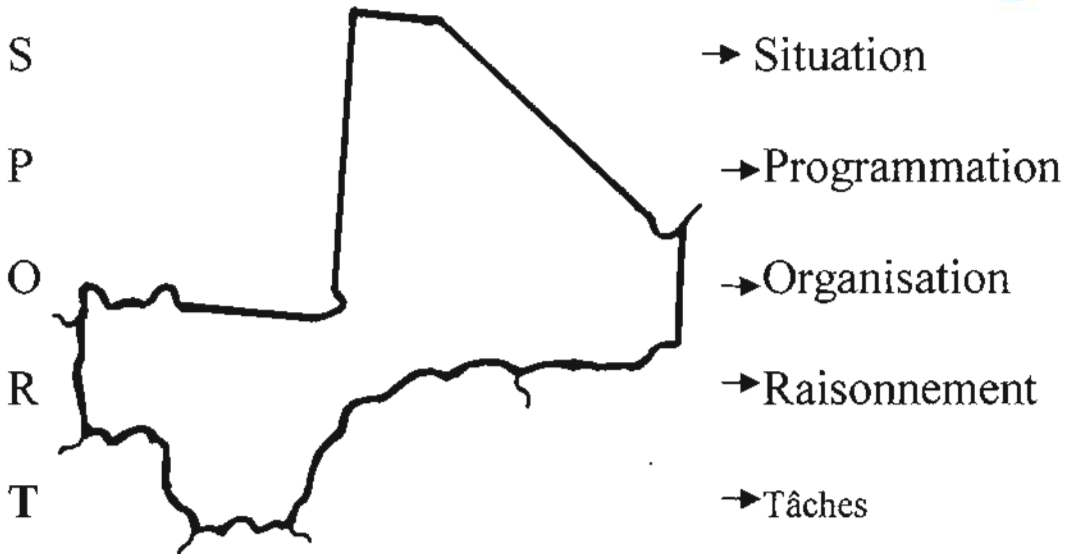 S → Situation
P → Programmation
O → Organisation
R → Raisonnement
T → Tâches